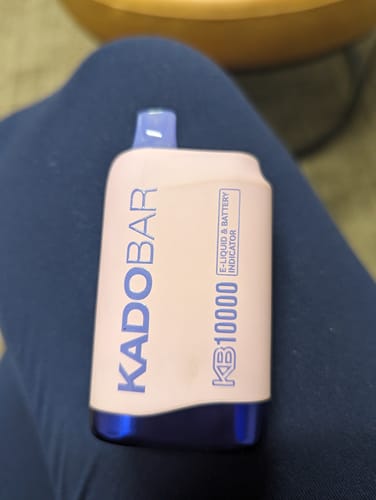 KADOBAR
KB10000
E-LIQUID & BATTERY
INDICATOR